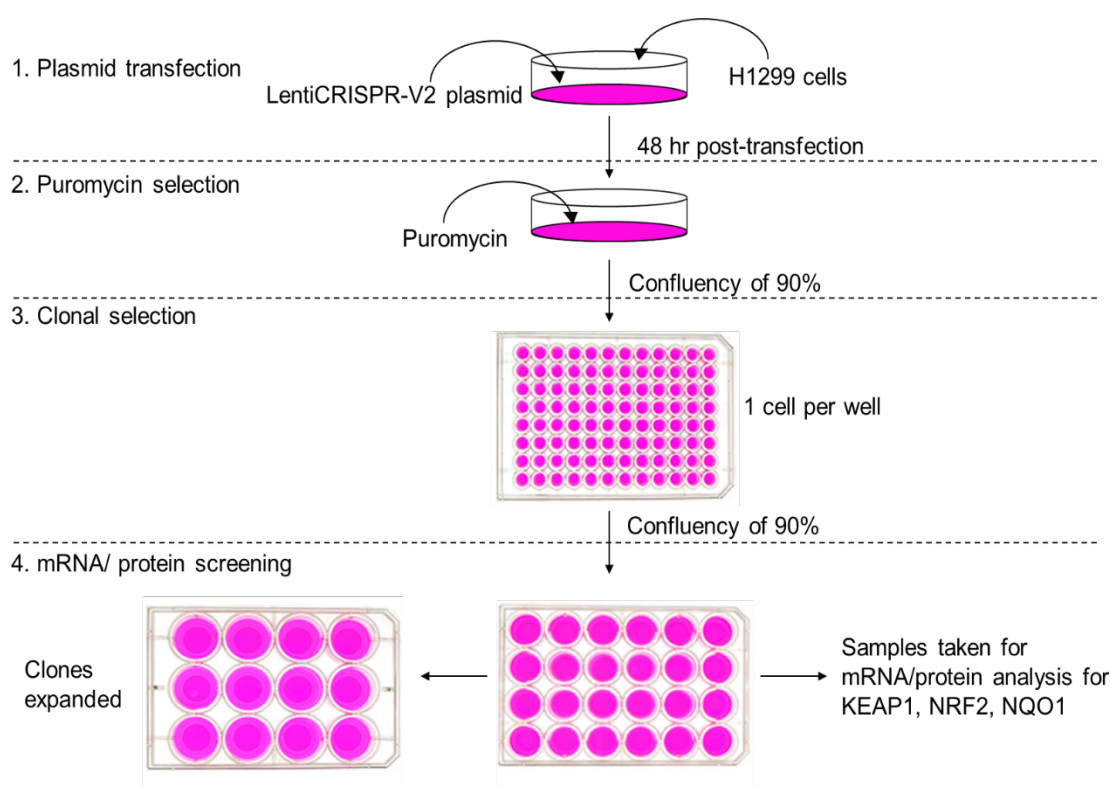 1. Plasmid transfection
LentiCRISPR-V2 plasmid
H1299 cells
48 hr post-transfection
2. Puromycin selection
Puromycin
Confluency of 90%
3. Clonal selection
1 cell per well
Confluency of 90%
4. mRNA/ protein screening
Clones
expanded
Samples taken for
mRNA/protein analysis for
KEAP1, NRF2, NQO1